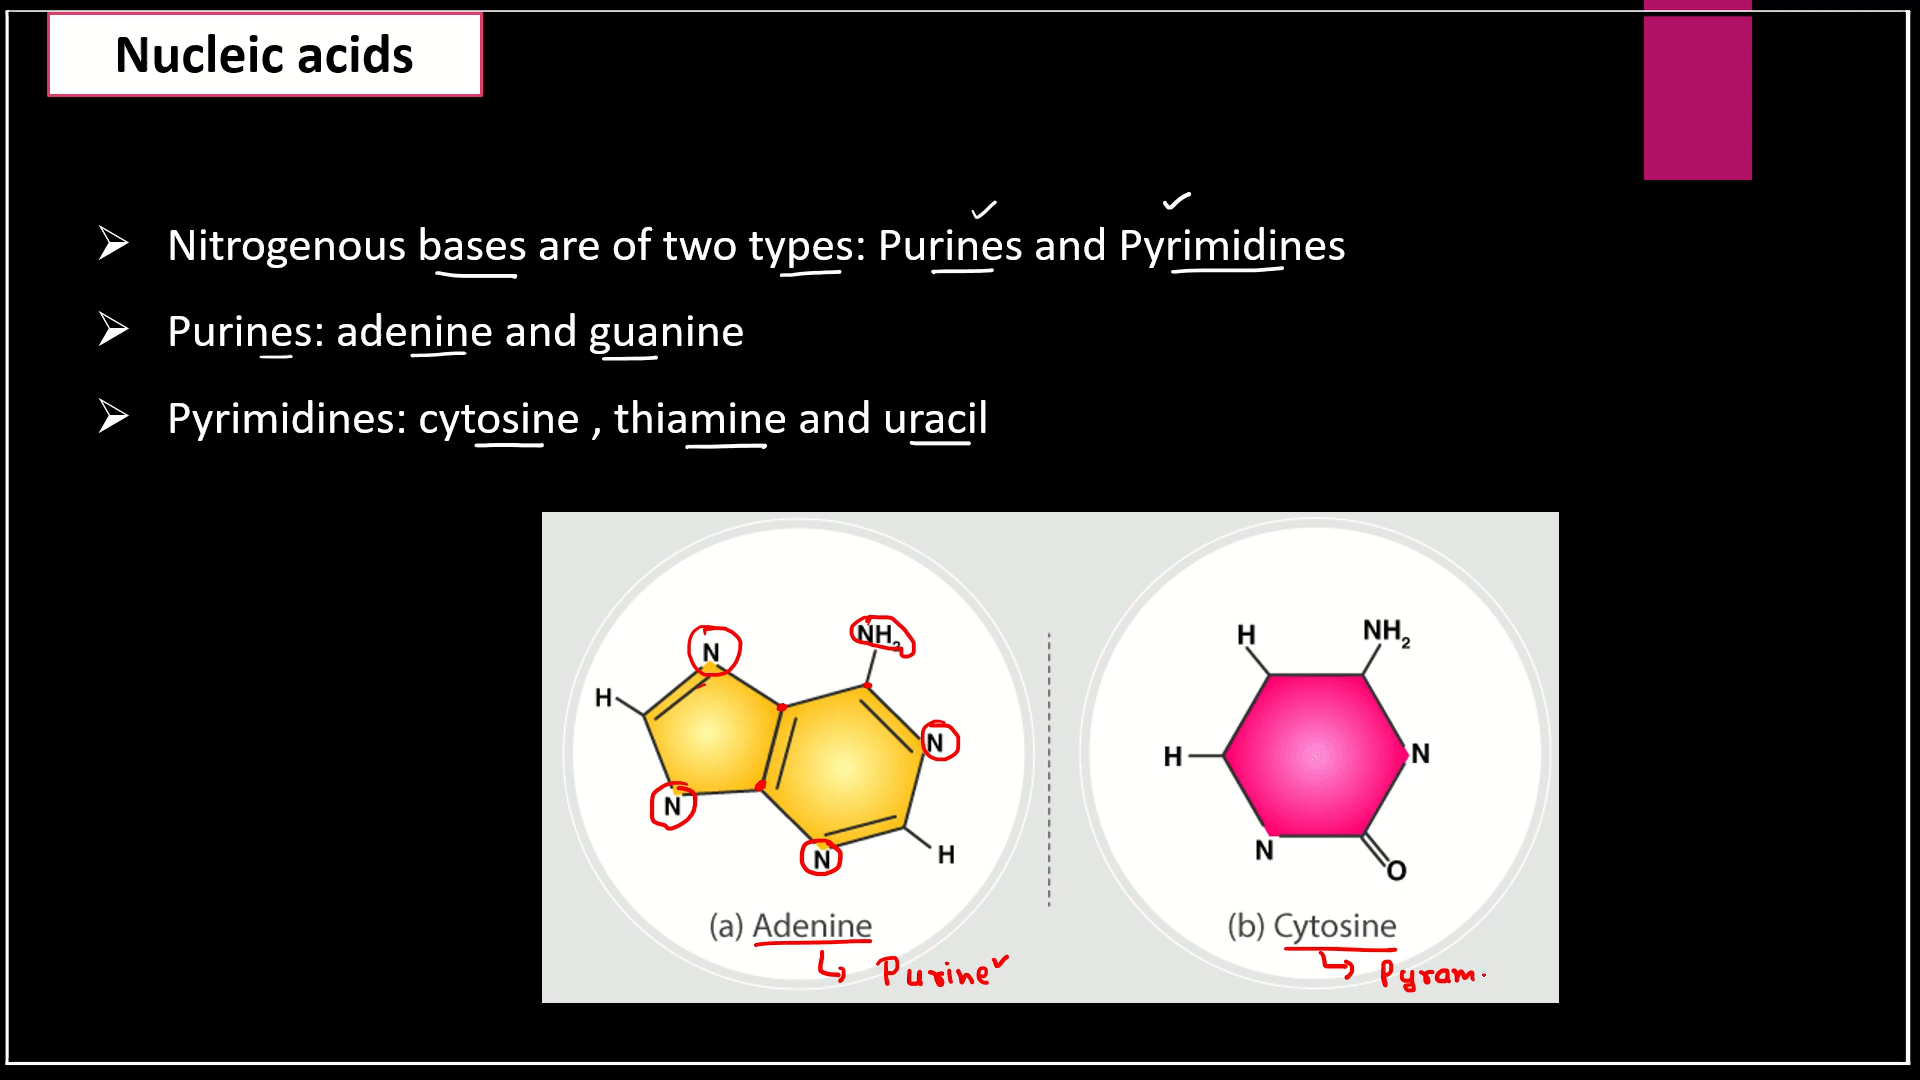 Nucleic acids
➢ Nitrogenous bases are of two types: Purines and Pyrimidines
➢ Purines: adenine and guanine
➢ Pyrimidines: cytosine , thiamine and uracil
N
NH₂
H
N
N
N
H
(a) Adenine
Purine
H
NH₂
H
N
N
O
(b) Cytosine
Pyram.